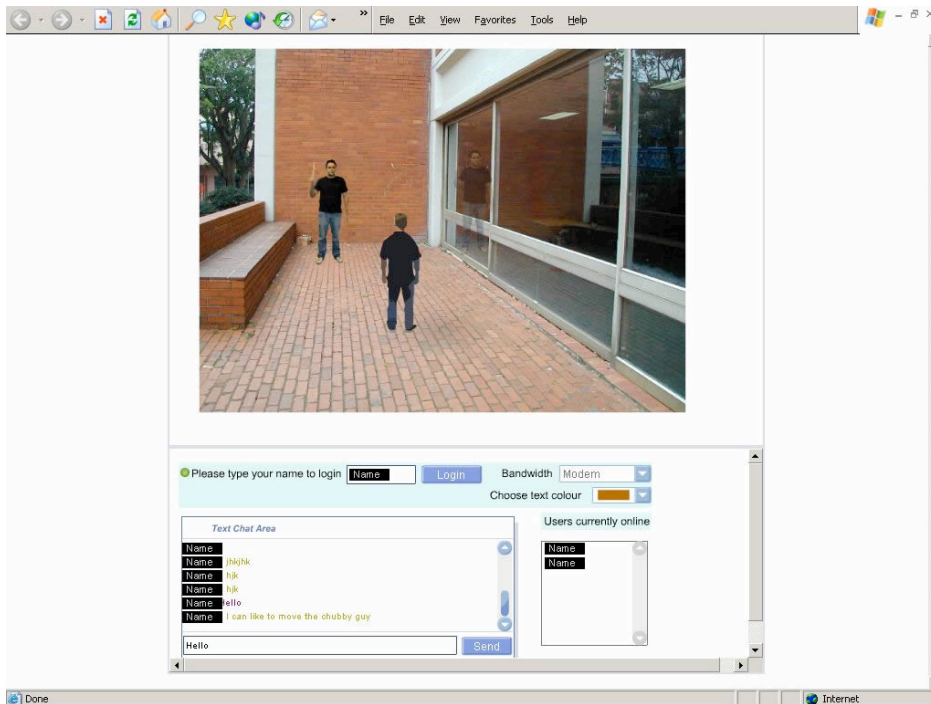 » File Edit View Favorites Tools Help
Please type your name to login Name Login Bandwidth Modem
Choose text colour
Text Chat Area
Users currently online
Name
Name jhkjhk
Name hjk
Name hjk
Name Hello
Name I can like to move the chubby guy
Name
Name
Hello Send
Done Internet